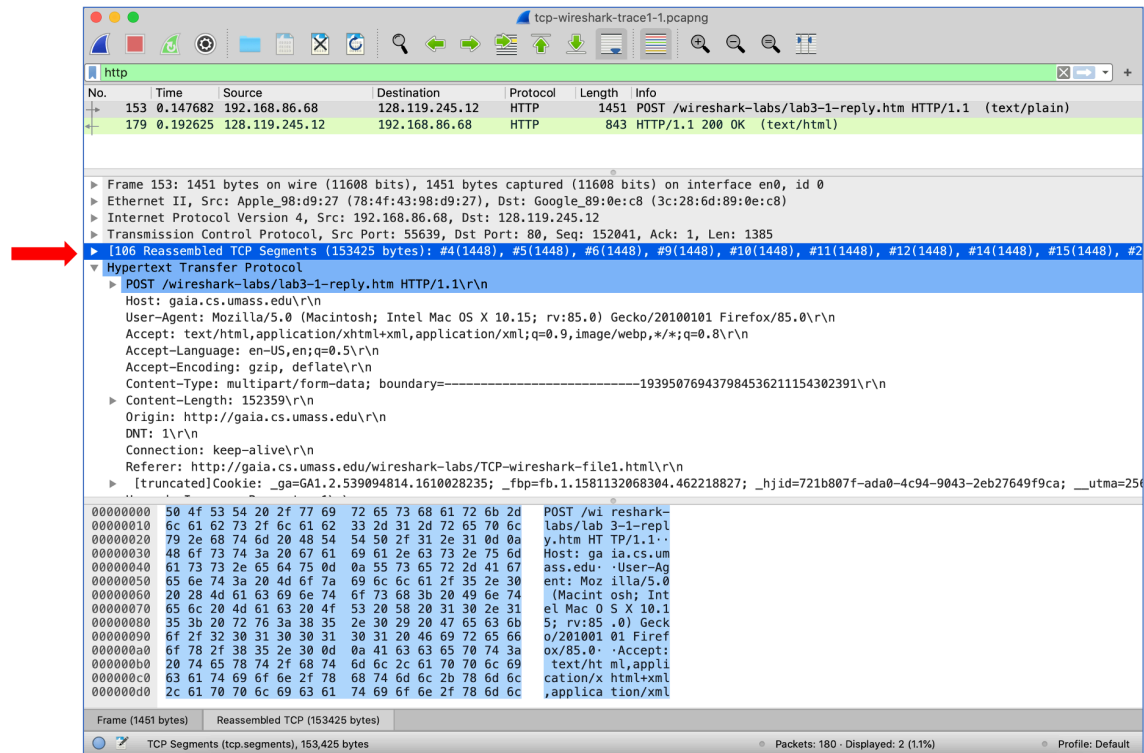 tcp-wireshark-trace1-1.pcapng
http
No. Time Source Destination Protocol Length Info
153 0.147682 192.168.86.68 128.119.245.12 HTTP 1451 POST /wireshark-labs/lab3-1-reply.htm HTTP/1.1 (text/plain)
179 0.192625 128.119.245.12 192.168.86.68 HTTP 843 HTTP/1.1 200 OK (text/html)
Frame 153: 1451 bytes on wire (11608 bits), 1451 bytes captured (11608 bits) on interface en0, id 0
Ethernet II, Src: Apple_98:d9:27 (78:4f:43:98:d9:27), Dst: Google_89:0e:c8 (3c:28:6d:89:0e:c8)
Internet Protocol Version 4, Src: 192.168.86.68, Dst: 128.119.245.12
Transmission Control Protocol, Src Port: 55639, Dst Port: 80, Seq: 152041, Ack: 1, Len: 1385
[106 Reassembled TCP Segments (153425 bytes): #4(1448), #5(1448), #6(1448), #9(1448), #10(1448), #11(1448), #12(1448), #14(1448), #15(1448), #2
Hypertext Transfer Protocol
POST /wireshark-labs/lab3-1-reply.htm HTTP/1.1\r\n
Host: gaia.cs.umass.edu\r\n
User-Agent: Mozilla/5.0 (Macintosh; Intel Mac OS X 10.15; rv:85.0) Gecko/20100101 Firefox/85.0\r\n
Accept: text/html,application/xhtml+xml,application/xml;q=0.9,image/webp,*/*;q=0.8\r\n
Accept-Language: en-US,en;q=0.5\r\n
Accept-Encoding: gzip, deflate\r\n
Content-Type: multipart/form-data; boundary=---------------------------193950769437984536211154302391\r\n
Content-Length: 152359\r\n
Origin: http://gaia.cs.umass.edu\r\n
DNT: 1\r\n
Connection: keep-alive\r\n
Referer: http://gaia.cs.umass.edu/wireshark-labs/TCP-wireshark-file1.html\r\n
[truncated]Cookie: _ga=GA1.2.539094814.1610028235; _fbp=fb.1.1581132068304.462218827; _hjid=721b807f-ada0-4c94-9043-2eb27649f9ca; __utma=256
00000000 50 4f 53 54 20 2f 77 69 72 65 73 68 61 72 6b 2d POST /wi reshark-
00000010 6c 61 62 73 2f 6c 61 62 33 2d 31 2d 72 65 70 6c labs/lab 3-1-repl
00000020 79 2e 68 74 6d 20 48 54 54 50 2f 31 2e 31 0d 0a y.htm HT TP/1.1··
00000030 48 6f 73 74 3a 20 67 61 69 61 2e 63 73 2e 75 6d Host: ga ia.cs.um
00000040 61 73 73 2e 65 64 75 0d 0a 55 73 65 72 2d 41 67 ass.edu· ·User-Ag
00000050 65 6e 74 3a 20 4d 6f 7a 69 6c 6c 61 2f 35 2e 30 ent: Moz illa/5.0
00000060 20 28 4d 61 63 69 6e 74 6f 73 68 3b 20 49 6e 74 (Macint osh; Int
00000070 65 6c 20 4d 61 63 20 4f 53 20 58 20 31 30 2e 31 el Mac O S X 10.1
00000080 35 3b 20 72 76 3a 38 35 2e 30 29 20 47 65 63 6b 5; rv:85 .0) Geck
00000090 6f 2f 32 30 31 30 30 31 30 31 20 46 69 72 65 66 o/201001 01 Firef
000000a0 6f 78 2f 38 35 2e 30 0d 0a 41 63 63 65 70 74 3a ox/85.0· ·Accept:
000000b0 20 74 65 78 74 2f 68 74 6d 6c 2c 61 70 70 6c 69 text/ht ml,appli
000000c0 63 61 74 69 6f 6e 2f 78 68 74 6d 6c 2b 78 6d 6c cation/x html+xml
000000d0 2c 61 70 70 6c 69 63 61 74 69 6f 6e 2f 78 6d 6c ,applica tion/xml
Frame (1451 bytes) Reassembled TCP (153425 bytes)
TCP Segments (tcp.segments), 153,425 bytes Packets: 180 · Displayed: 2 (1.1%) Profile: Default